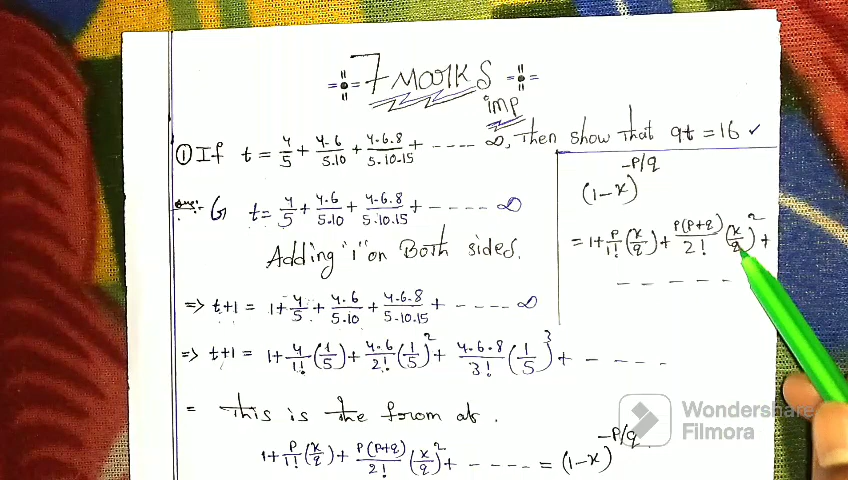 7 Marks
imp
① If t = 4/5 + 4·6/5·10 + 4·6·8/5·10·15 + ---- ∞, Then show that 9t = 16 ✓
Ans:- G t = 4/5 + 4·6/5·10 + 4·6·8/5·10·15 + ---- ∞
Adding "1" on Both sides.
=> t+1 = 1 + 4/5 + 4·6/5·10 + 4·6·8/5·10·15 + ---- ∞
=> t+1 = 1 + 4/1! (1/5) + 4·6/2! (1/5)² + 4·6·8/3! (1/5)³ + ----
= This is the from at.
1 + P/1! (x/q) + P(P+q)/2! (x/q)² + ----- = (1-x)^-P/q
(1-x)^-P/q
= 1 + P/1! (x/q) + P(P+q)/2! (x/q)² +
-----
Wondershare
Filmora